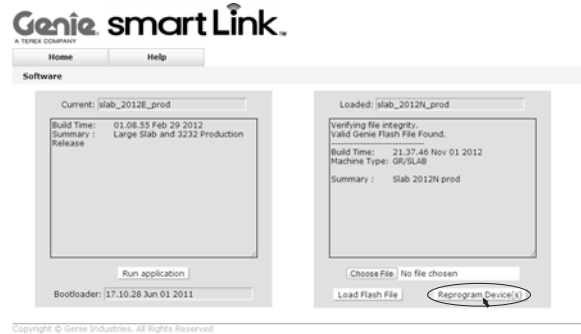 Genie smartLink™
A TEREX COMPANY
Home Help
Software
Current: slab_2012E_prod
Build Time: 01.08.55 Feb 29 2012
Summary : Large Slab and 3232 Production
Release
Run application
Bootloader: 17.10.28 Jun 01 2011
Loaded: slab_2012N_prod
Verifying file integrity.
Valid Genie Flash File Found.
------------------------
Build Time: 21.37.46 Nov 01 2012
Machine Type: GR/SLAB
Summary : Slab 2012N prod
Choose File No file chosen
Load Flash File Reprogram Device(s)
Copyright © Genie Industries. All Rights Reserved